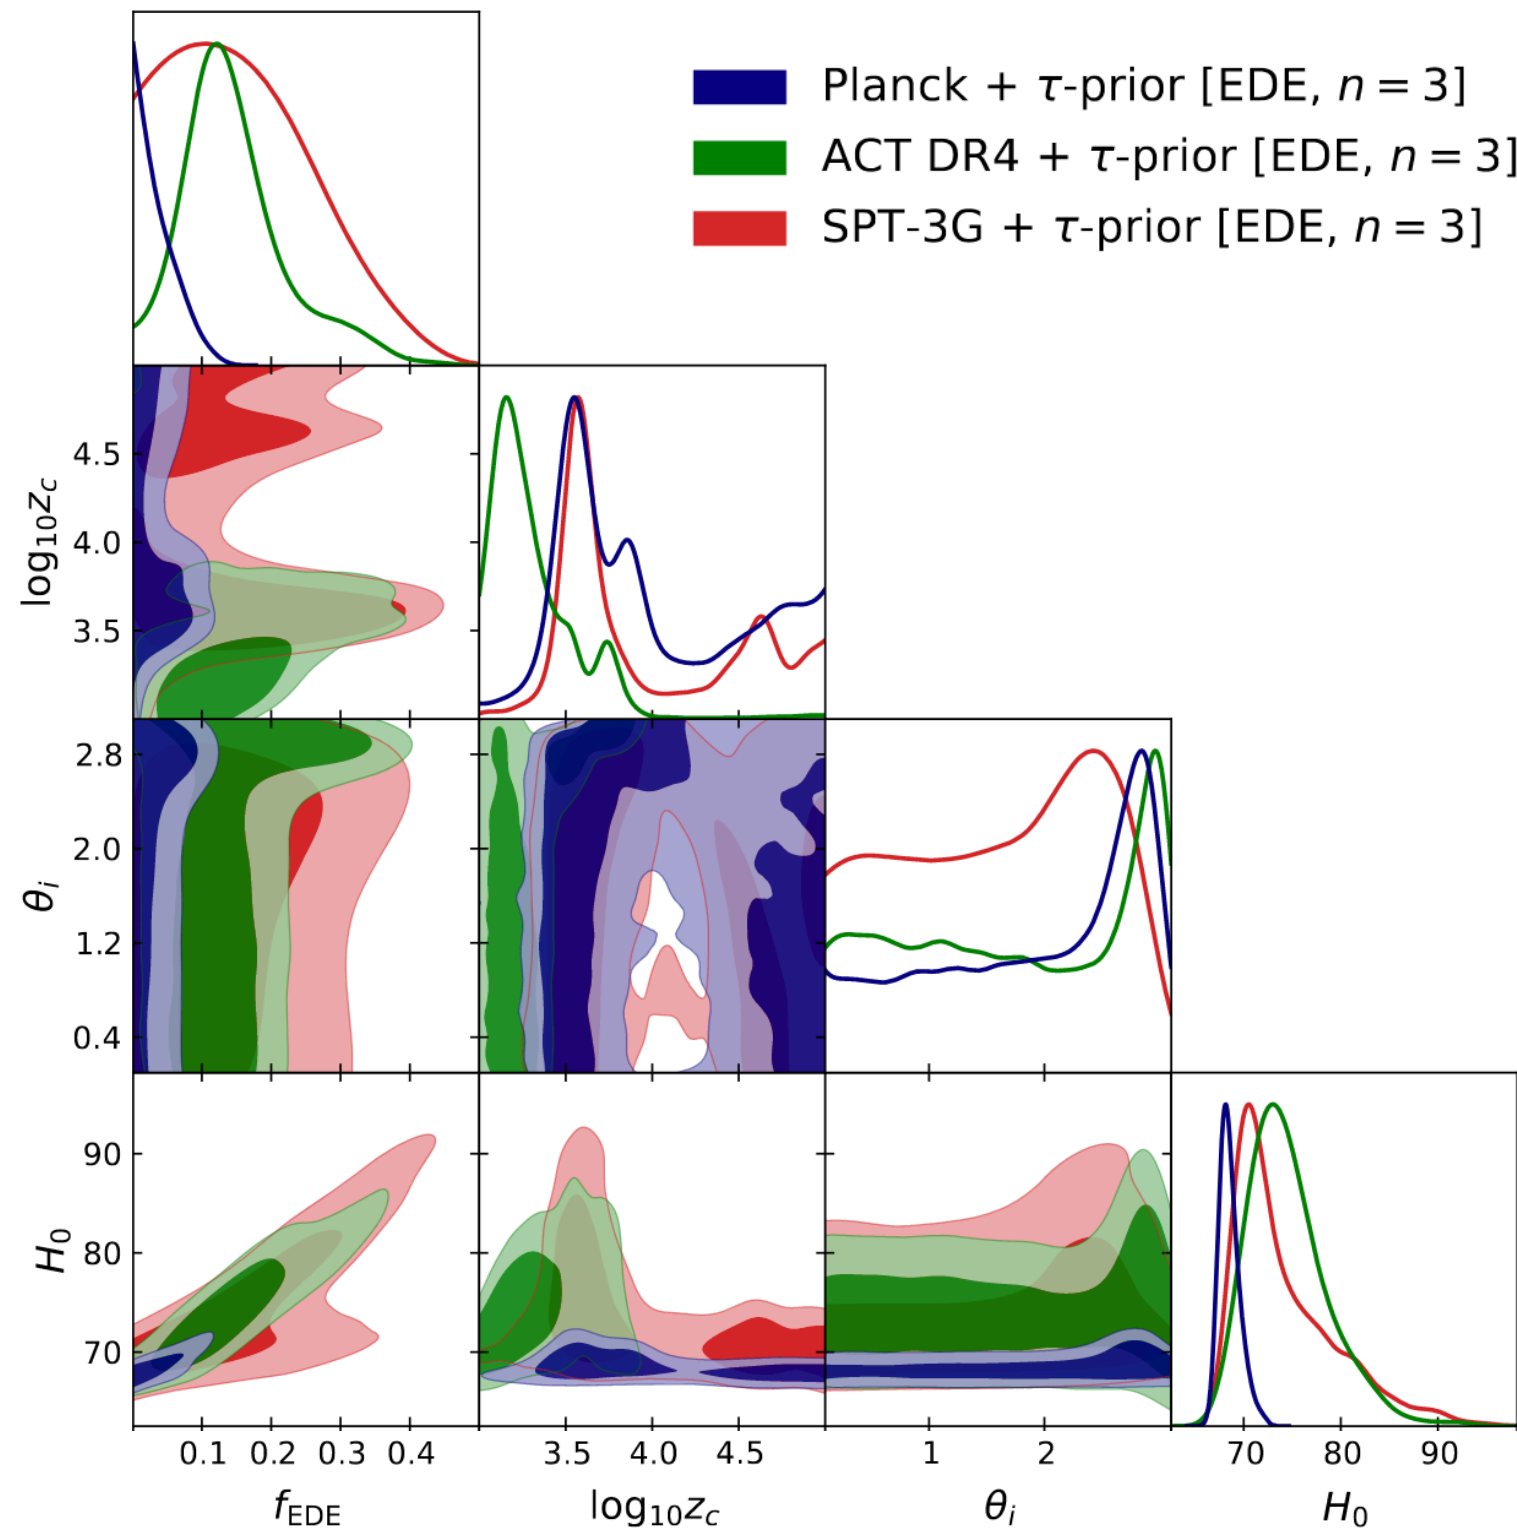 Planck + τ-prior [EDE, n = 3]
ACT DR4 + τ-prior [EDE, n = 3]
SPT-3G + τ-prior [EDE, n = 3]
log₁₀z_c
4.5
4.0
3.5
θ_i
2.8
2.0
1.2
0.4
H₀
90
80
70
0.1 0.2 0.3 0.4
3.5 4.0 4.5
1 2
70 80 90
f_EDE
log₁₀z_c
θ_i
H₀